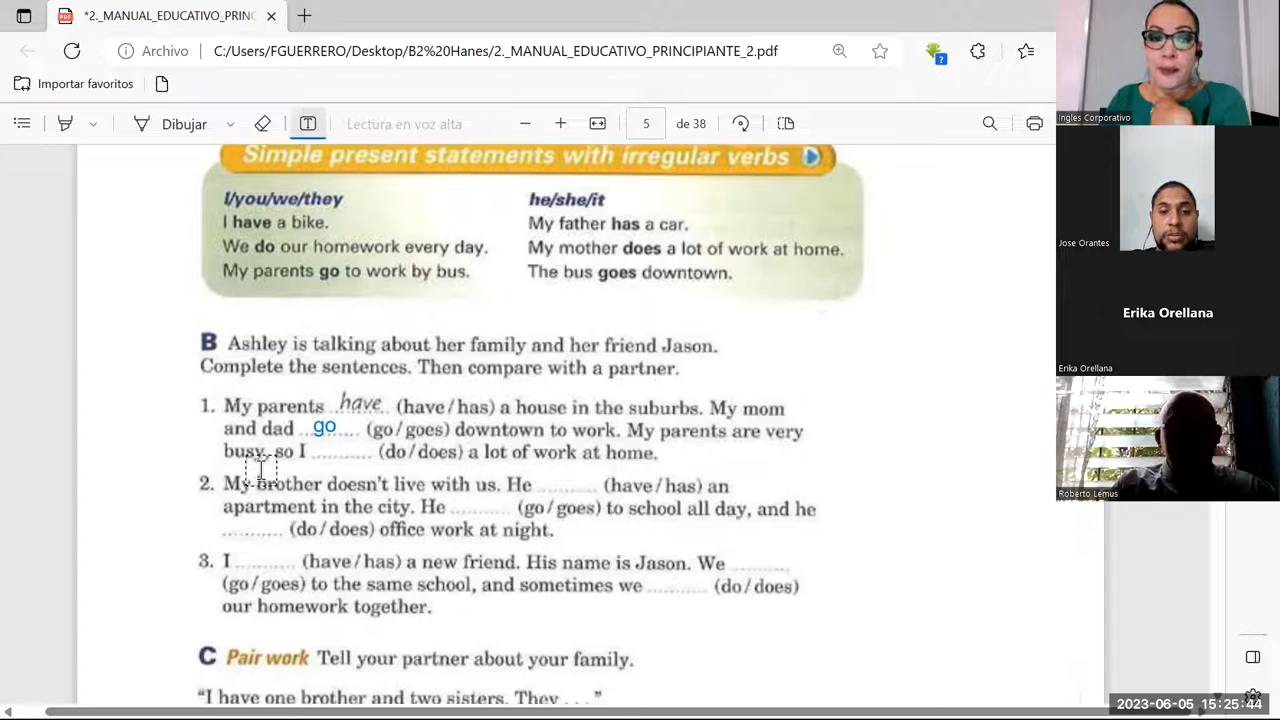 *2._MANUAL_EDUCATIVO_PRINC
Archivo
C:/Users/FGUERRERO/Desktop/B2%20Hanes/2._MANUAL_EDUCATIVO_PRINCIPIANTE_2.pdf
Importar favoritos
Dibujar
Lectura en voz alta
5
de 38
Simple present statements with irregular verbs
I/you/we/they
he/she/it
I have a bike.
My father has a car.
We do our homework every day.
My mother does a lot of work at home.
My parents go to work by bus.
The bus goes downtown.
B Ashley is talking about her family and her friend Jason.
Complete the sentences. Then compare with a partner.
1. My parents ..have.. (have/has) a house in the suburbs. My mom
and dad ...go...... (go/goes) downtown to work. My parents are very
busy, so I ........... (do/does) a lot of work at home.
2. My brother doesn't live with us. He ........... (have/has) an
apartment in the city. He ........... (go/goes) to school all day, and he
........... (do/does) office work at night.
3. I ........... (have/has) a new friend. His name is Jason. We ...........
(go/goes) to the same school, and sometimes we ........... (do/does)
our homework together.
C Pair work Tell your partner about your family.
"I have one brother and two sisters. They . . . "
Ingles Corporativo
Jose Orantes
Erika Orellana
Erika Orellana
Roberto Lemus
2023-06-05 15:25:44